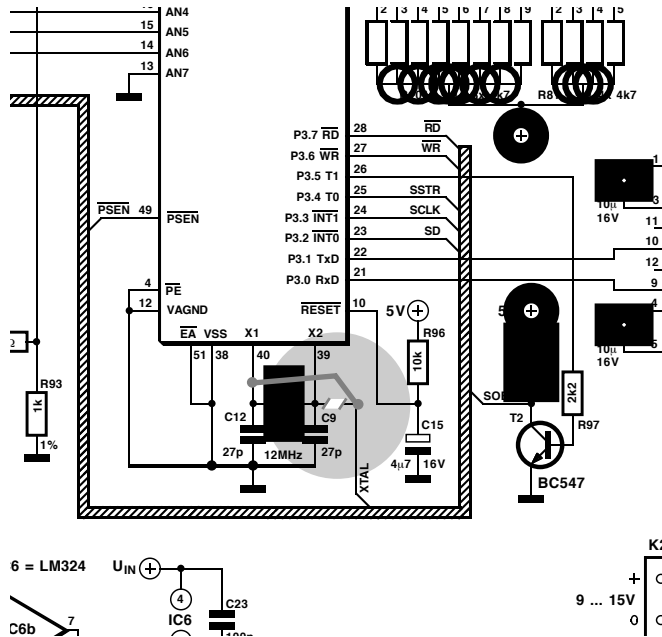 AN4
15 AN5
14 AN6
13 AN7
2 3 4 5 6 7 8 9
2 3 4 5
4k7
P3.7 RD 28 RD
P3.6 WR 27 WR
P3.5 T1 26
P3.4 T0 25 SSTR
P3.3 INT1 24 SCLK
P3.2 INT0 23 SD
P3.1 TxD 22
P3.0 RxD 21
PSEN 49 PSEN
4 PE
12 VAGND
RESET 10
EA VSS X1 X2
51 38 40 39
5V
R96
10k
1
10µ
16V
3
11
10
12
9
4
10µ
16V
5
R93
1k
1%
C12
27p
12MHz
C9
27p
C15
4µ7 16V
XTAL
2k2
R97
T2
BC547
6 = LM324
UIN
4
IC6
C23
C6b
7
9 ... 15V
+
0